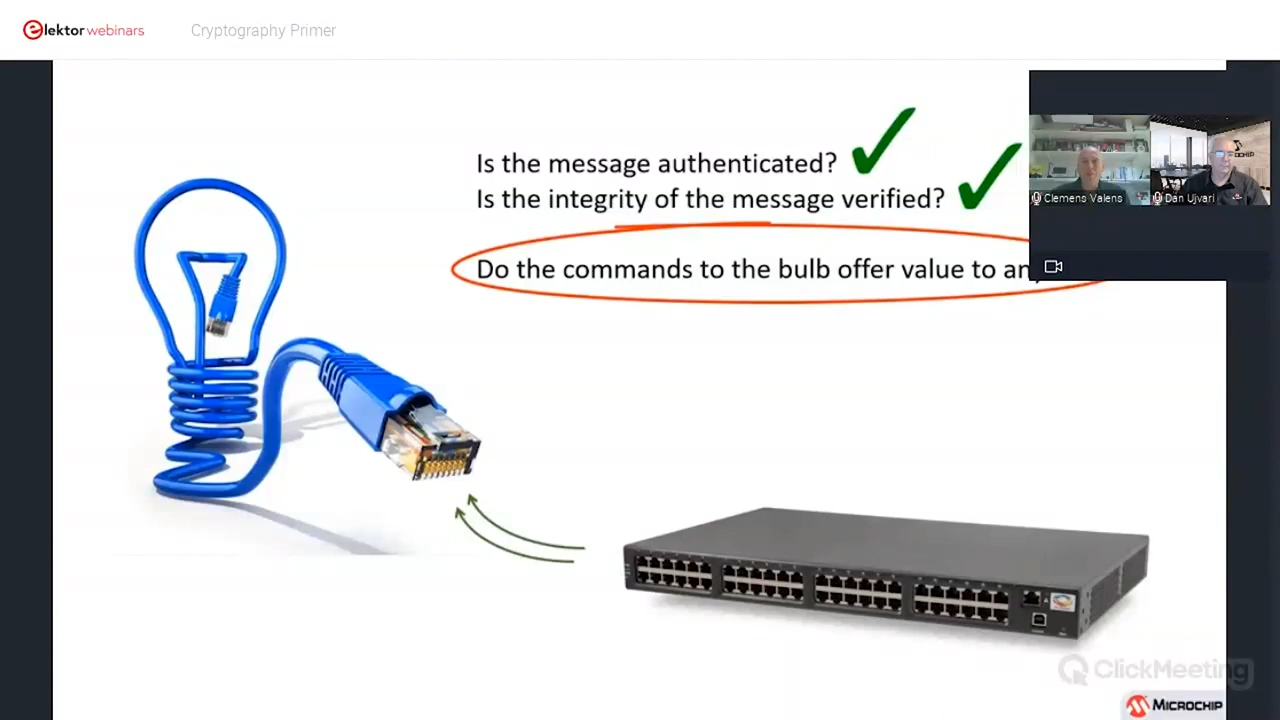 elektor webinars
Cryptography Primer
Is the message authenticated?
Is the integrity of the message verified?
Do the commands to the bulb offer value to
Clemens Valens
Dan Ujvari
ClickMeeting
MICROCHIP